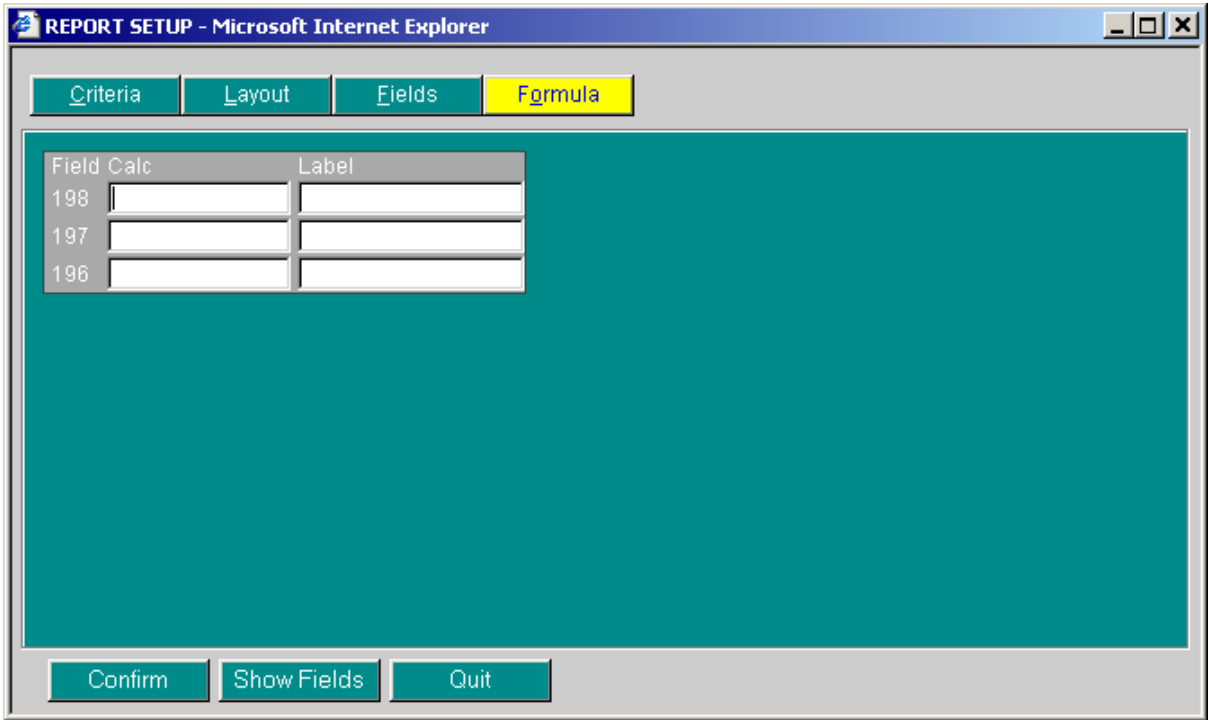 REPORT SETUP - Microsoft Internet Explorer
Criteria Layout Fields Formula
Field Calc Label
198
197
196
Confirm Show Fields Quit